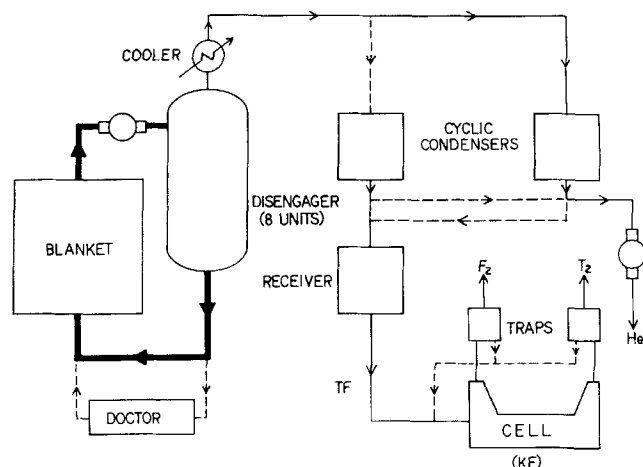 COOLER
CYCLIC
CONDENSERS
DISENGAGER
(8 UNITS)
BLANKET
RECEIVER
F₂
T₂
TRAPS
He
TF
DOCTOR
CELL
(KF)